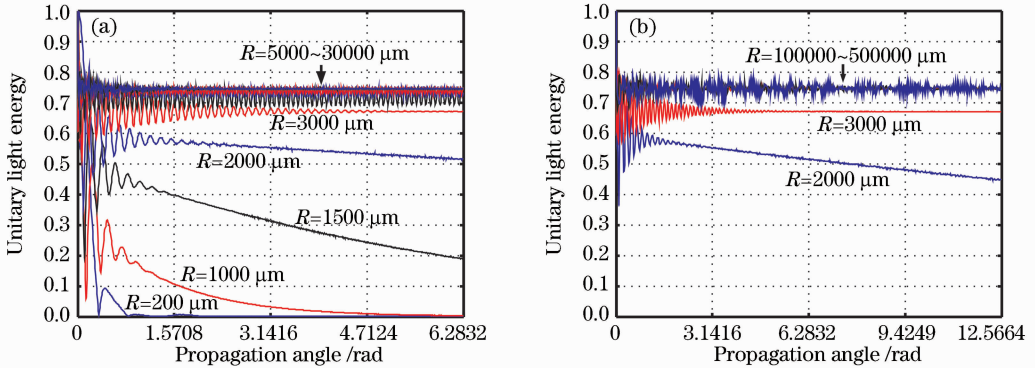 (a)
Unitary light energy
1.0
0.9
0.8
0.7
0.6
0.5
0.4
0.3
0.2
0.1
0.0
R=5000~30000 μm
R=3000 μm
R=2000 μm
R=1500 μm
R=1000 μm
R=200 μm
0 1.5708 3.1416 4.7124 6.2832
Propagation angle /rad
(b)
Unitary light energy
1.0
0.9
0.8
0.7
0.6
0.5
0.4
0.3
0.2
0.1
0.0
R=100000~500000 μm
R=3000 μm
R=2000 μm
0 3.1416 6.2832 9.4249 12.5664
Propagation angle /rad